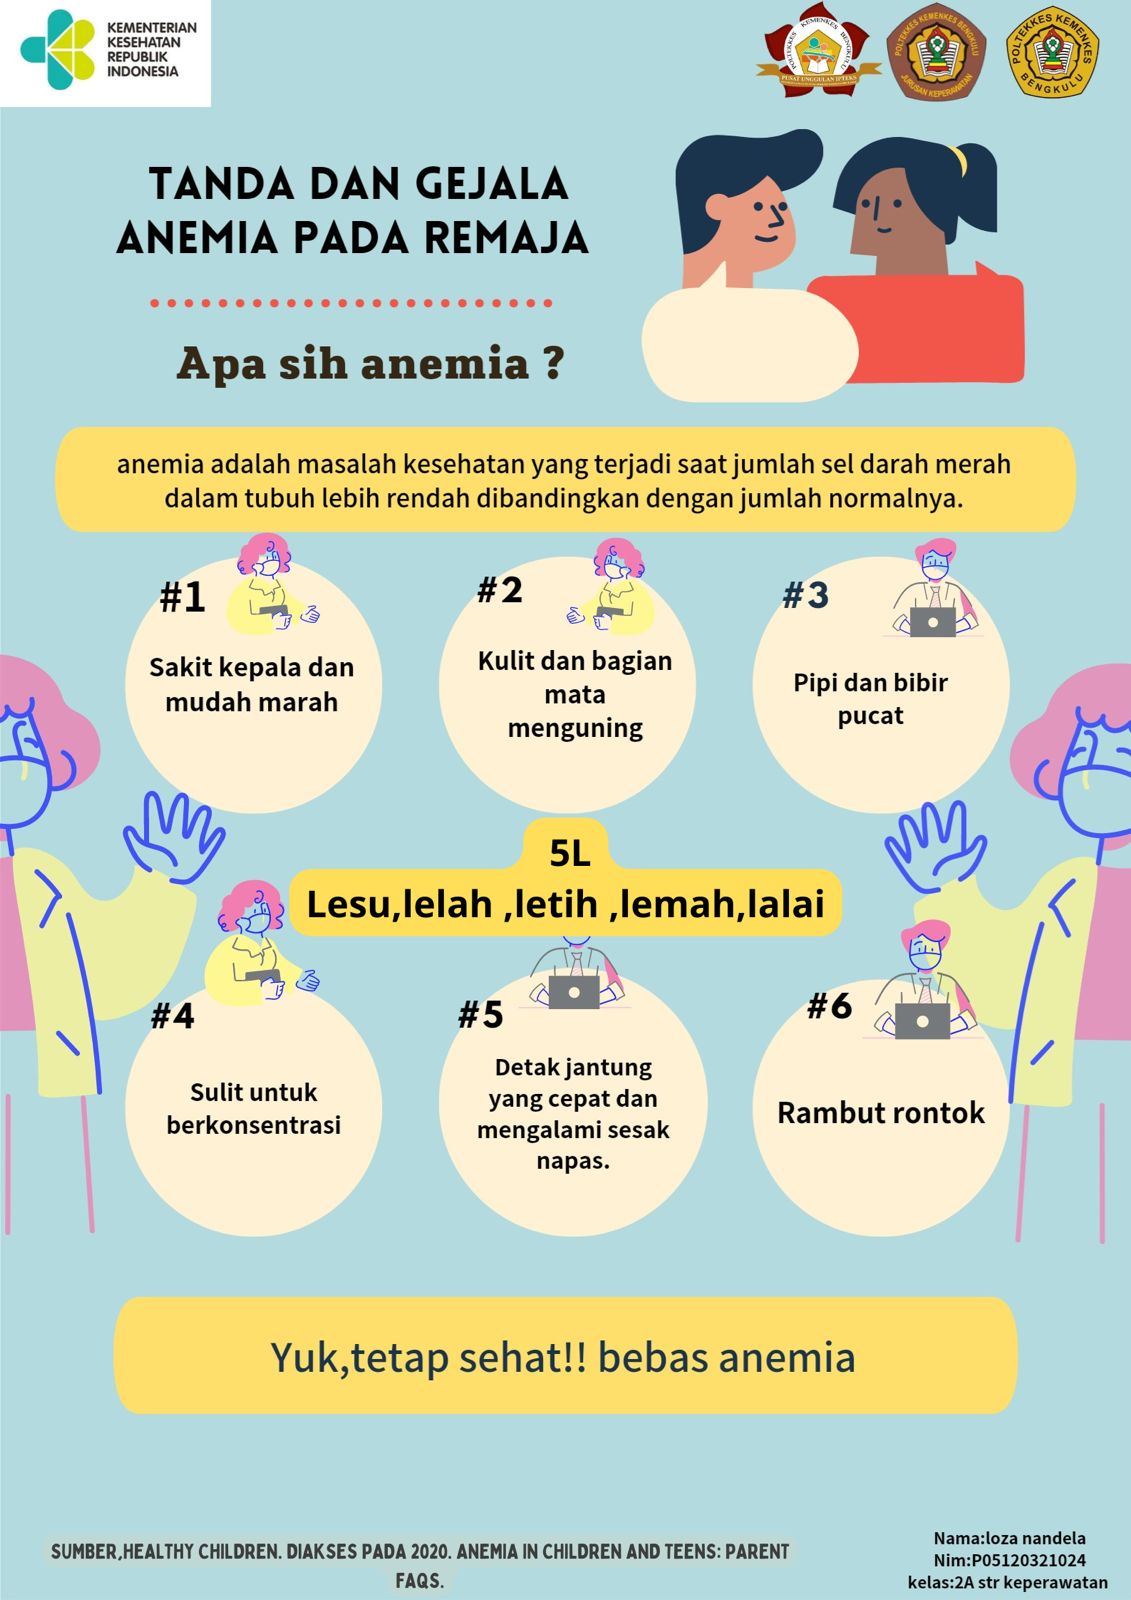 KEMENTERIAN
KESEHATAN
REPUBLIK
INDONESIA
POLTEKKES KEMENKES BENGKULU
PUSAT UNGGULAN IPTEKS
POLTEKKES KEMENKES BENGKULU
JURUSAN KEPERAWATAN
POLTEKKES KEMENKES
BENGKULU
TANDA DAN GEJALA
ANEMIA PADA REMAJA
Apa sih anemia ?
anemia adalah masalah kesehatan yang terjadi saat jumlah sel darah merah
dalam tubuh lebih rendah dibandingkan dengan jumlah normalnya.
#1
Sakit kepala dan
mudah marah
#2
Kulit dan bagian
mata
menguning
#3
Pipi dan bibir
pucat
5L
Lesu,lelah ,letih ,lemah,lalai
#4
Sulit untuk
berkonsentrasi
#5
Detak jantung
yang cepat dan
mengalami sesak
napas.
#6
Rambut rontok
Yuk,tetap sehat!! bebas anemia
SUMBER,HEALTHY CHILDREN. DIAKSES PADA 2020. ANEMIA IN CHILDREN AND TEENS: PARENT
FAQS.
Nama:loza nandela
Nim:P05120321024
kelas:2A str keperawatan